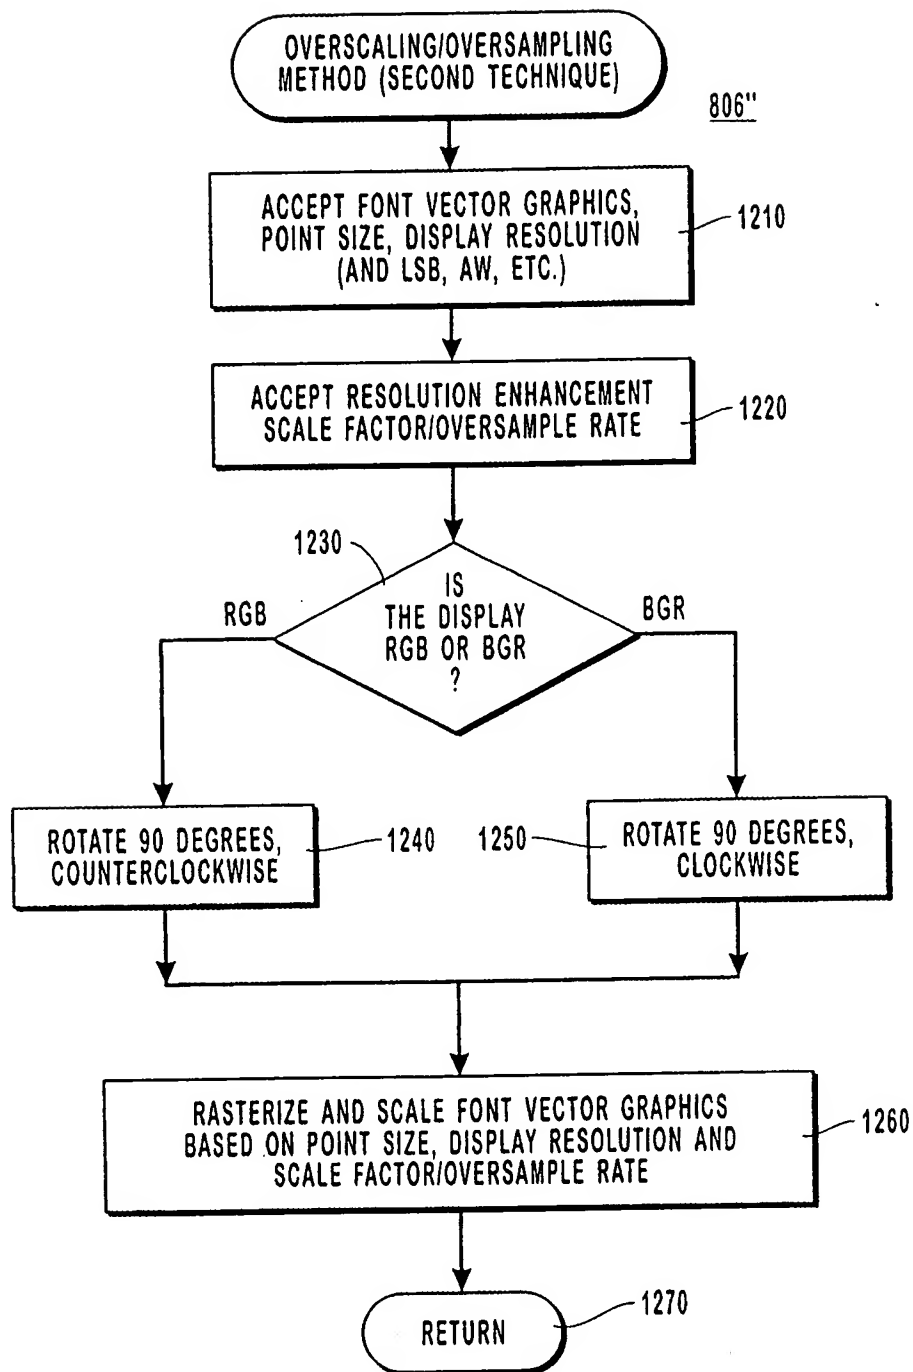 OVERSCALING/OVERSAMPLING
METHOD (SECOND TECHNIQUE)
806"
ACCEPT FONT VECTOR GRAPHICS,
POINT SIZE, DISPLAY RESOLUTION
(AND LSB, AW, ETC.)
1210
ACCEPT RESOLUTION ENHANCEMENT
SCALE FACTOR/OVERSAMPLE RATE
1220
1230
IS
THE DISPLAY
RGB OR BGR
?
RGB
BGR
ROTATE 90 DEGREES,
COUNTERCLOCKWISE
1240
1250
ROTATE 90 DEGREES,
CLOCKWISE
RASTERIZE AND SCALE FONT VECTOR GRAPHICS
BASED ON POINT SIZE, DISPLAY RESOLUTION AND
SCALE FACTOR/OVERSAMPLE RATE
1260
RETURN
1270